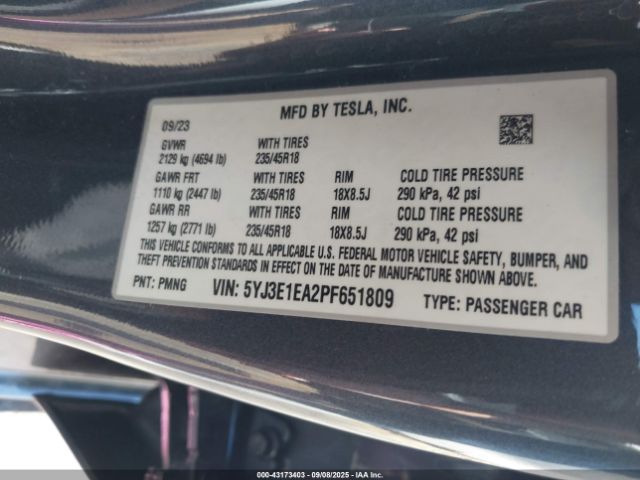 MFD BY TESLA, INC.
09/23
GVWR WITH TIRES
2129 kg (4694 lb) 235/45R18
GAWR FRT WITH TIRES RIM COLD TIRE PRESSURE
1110 kg (2447 lb) 235/45R18 18X8.5J 290 kPa, 42 psi
GAWR RR WITH TIRES RIM COLD TIRE PRESSURE
1257 kg (2771 lb) 235/45R18 18X8.5J 290 kPa, 42 psi
THIS VEHICLE CONFORMS TO ALL APPLICABLE U.S. FEDERAL MOTOR VEHICLE SAFETY, BUMPER, AND
THEFT PREVENTION STANDARDS IN EFFECT ON THE DATE OF MANUFACTURE SHOWN ABOVE.
PNT: PMNG VIN: 5YJ3E1EA2PF651809 TYPE: PASSENGER CAR
000-43173403 - 09/08/2025 - IAAI.com